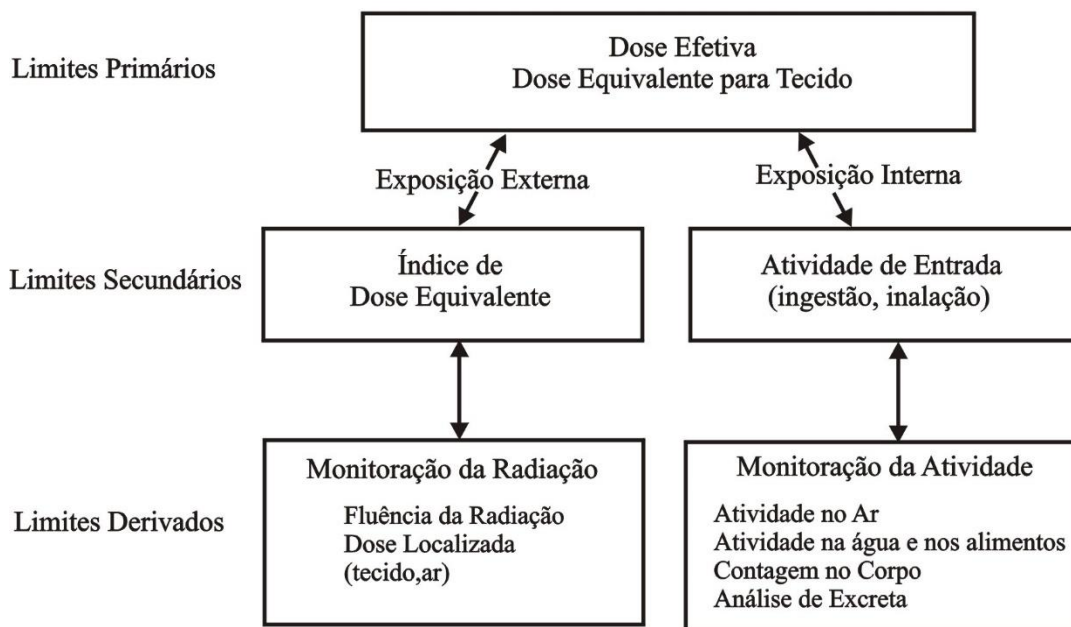 Limites Primários
Dose Efetiva
Dose Equivalente para Tecido
Exposição Externa
Exposição Interna
Limites Secundários
Índice de
Dose Equivalente
Atividade de Entrada
(ingestão, inalação)
Limites Derivados
Monitoração da Radiação
Fluência da Radiação
Dose Localizada
(tecido,ar)
Monitoração da Atividade
Atividade no Ar
Atividade na água e nos alimentos
Contagem no Corpo
Análise de Excreta